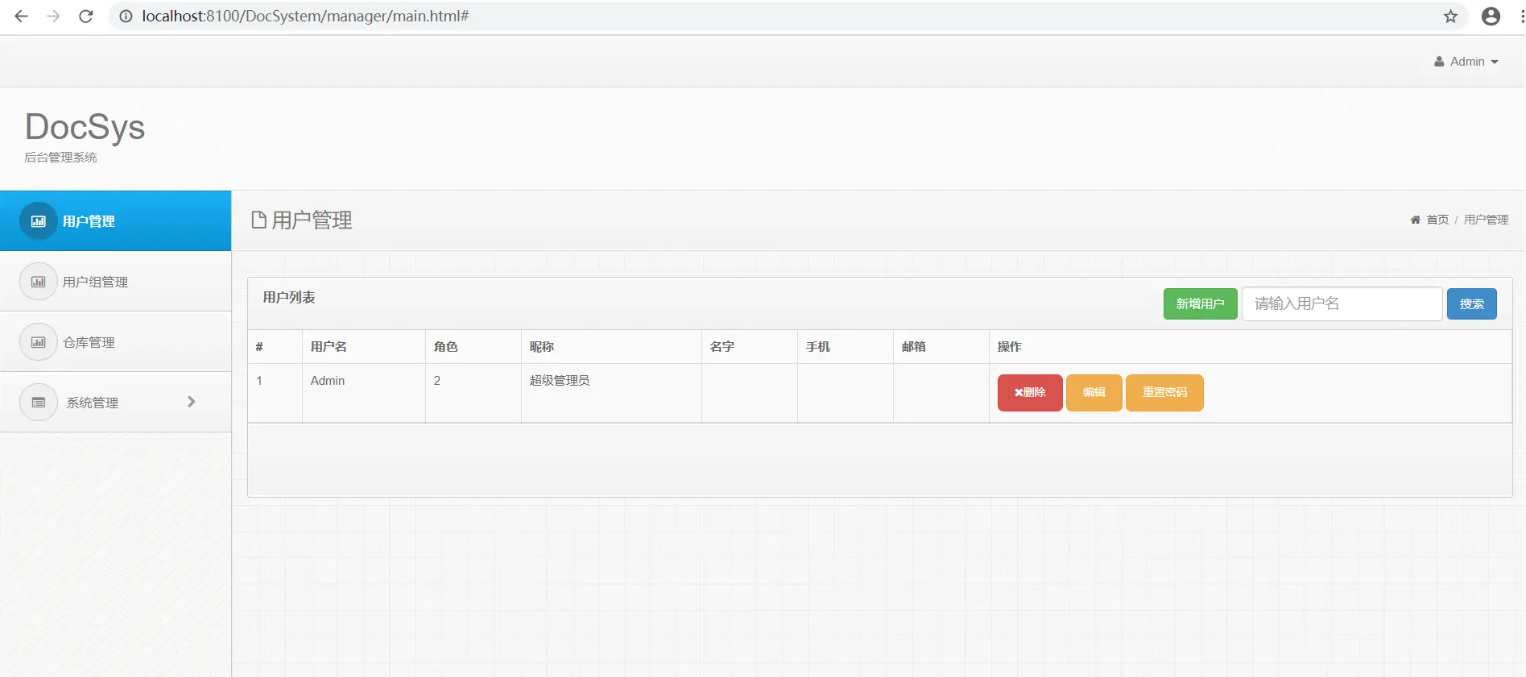 localhost:8100/DocSystem/manager/main.html#
Admin
DocSys
后台管理系统
用户管理
用户组管理
仓库管理
系统管理
用户管理
首页 / 用户管理
用户列表
新增用户 请输入用户名 搜索
# 用户名 角色 昵称 名字 手机 邮箱 操作
1 Admin 2 超级管理员 删除 编辑 重置密码